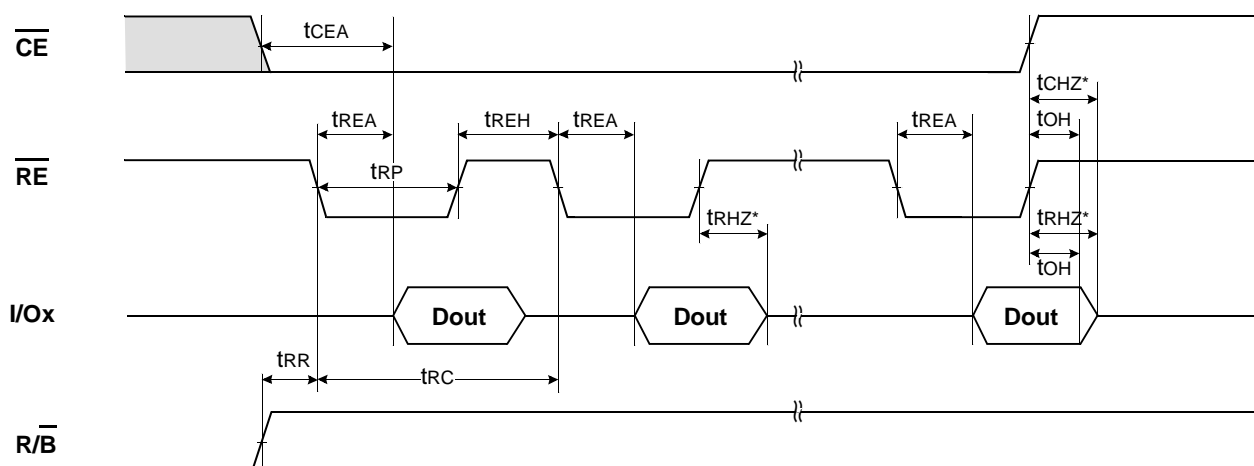 CE
tCEA
tCHZ*
tREA
tREH
tREA
tREA
tOH
RE
tRP
tRHZ*
tRHZ*
tOH
I/Ox
Dout
Dout
Dout
tRR
tRC
R/B